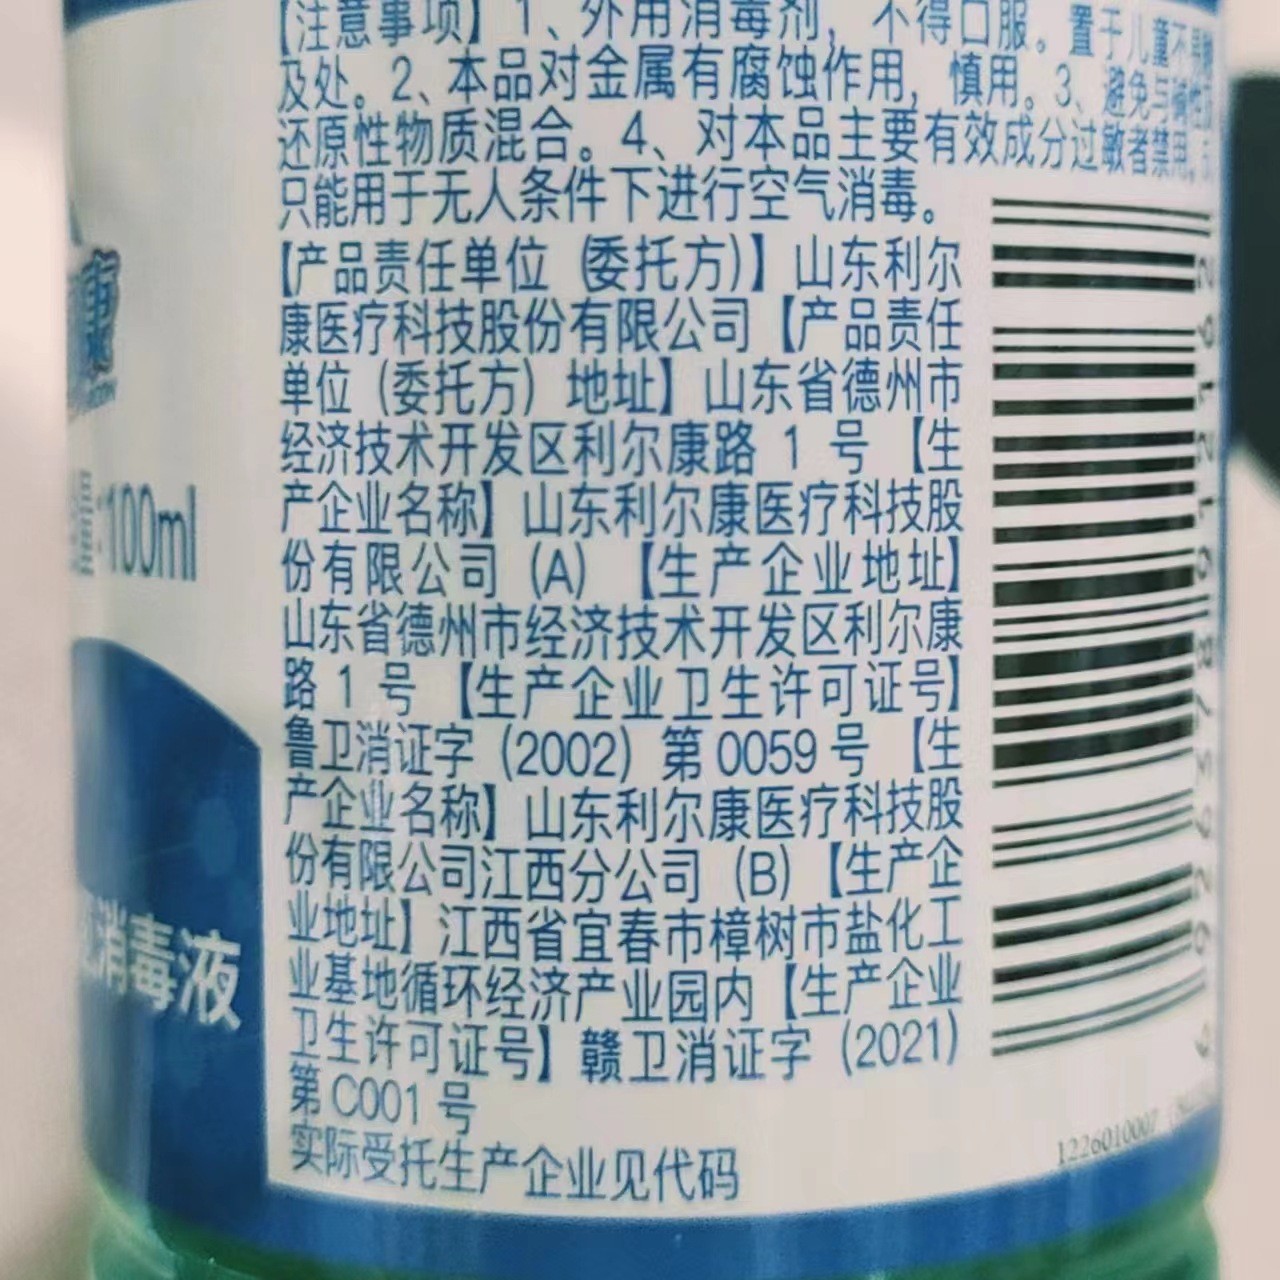 【注意事项】1、外用消毒剂，不得口服。置于儿童不易触
及处。2、本品对金属有腐蚀作用，慎用。3、避免与碱性或
还原性物质混合。4、对本品主要有效成分过敏者禁用。5、
只能用于无人条件下进行空气消毒。
【产品责任单位（委托方）】山东利尔
康医疗科技股份有限公司【产品责任
单位（委托方）地址】山东省德州市
经济技术开发区利尔康路 1 号【生
产企业名称】山东利尔康医疗科技股
份有限公司（A）【生产企业地址】
山东省德州市经济技术开发区利尔康
路 1 号【生产企业卫生许可证号】
鲁卫消证字（2002）第 0059 号【生
产企业名称】山东利尔康医疗科技股
份有限公司江西分公司（B）【生产企
业地址】江西省宜春市樟树市盐化工
业基地循环经济产业园内【生产企业
卫生许可证号】赣卫消证字（2021）
第 C001 号
实际受托生产企业见代码
康
量:100ml
消毒液
1226010007